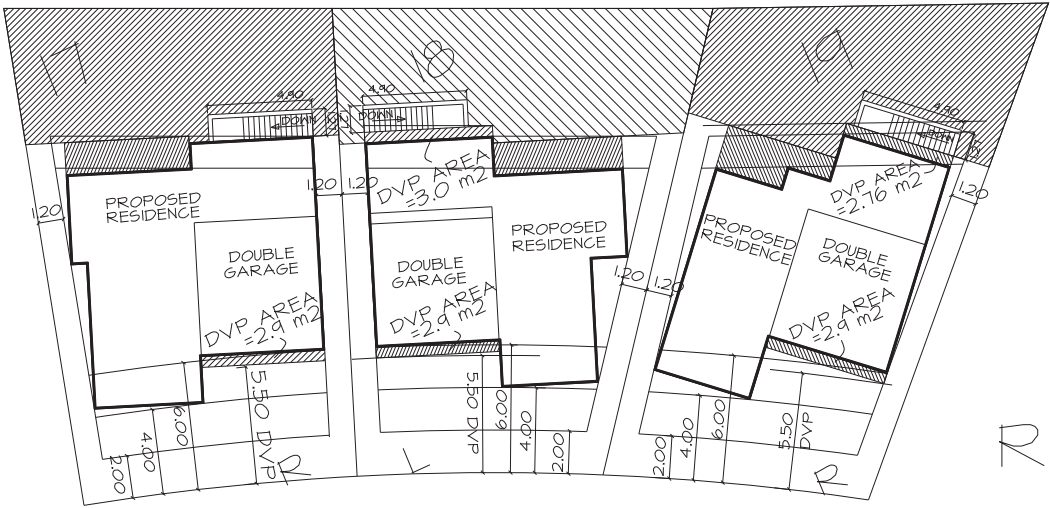 17
18
19
4.90
4.90
4.90
DOWN
DOWN
DOWN
1.20
PROPOSED
RESIDENCE
1.20
1.20
DVP AREA
=3.0 m2
DVP AREA
=2.76 m2
1.20
DOUBLE
GARAGE
DOUBLE
GARAGE
PROPOSED
RESIDENCE
1.20
1.20
PROPOSED
RESIDENCE
DOUBLE
GARAGE
DVP AREA
=2.9 m2
DVP AREA
=2.9 m2
DVP AREA
=2.9 m2
2.00
4.00
6.00
5.50 DVP
R
L
5.50 DVP
6.00
4.00
2.00
2.00
4.00
6.00
5.50
DVP
R
R